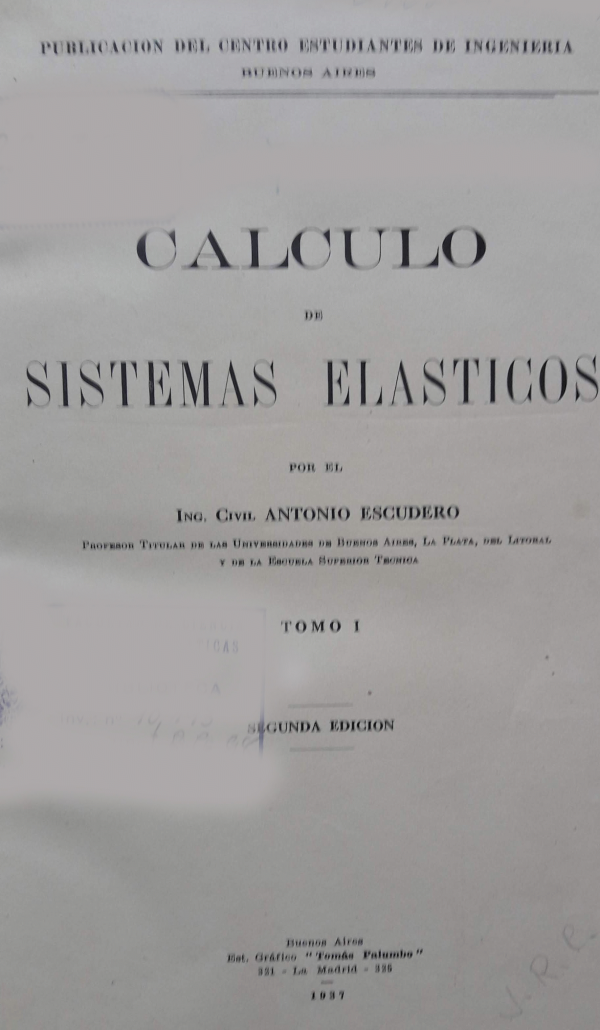 PUBLICACION DEL CENTRO ESTUDIANTES DE INGENIERIA
BUENOS AIRES
CALCULO
DE
SISTEMAS ELASTICOS
POR EL
ING. CIVIL ANTONIO ESCUDERO
PROFESOR TITULAR DE LAS UNIVERSIDADES DE BUENOS AIRES, LA PLATA, DEL LITORAL
Y DE LA ESCUELA SUPERIOR TECNICA
TOMO I
SEGUNDA EDICION
Buenos Aires
Est. Gráfico "Tomás Palumbo"
321 - La Madrid - 325
1937